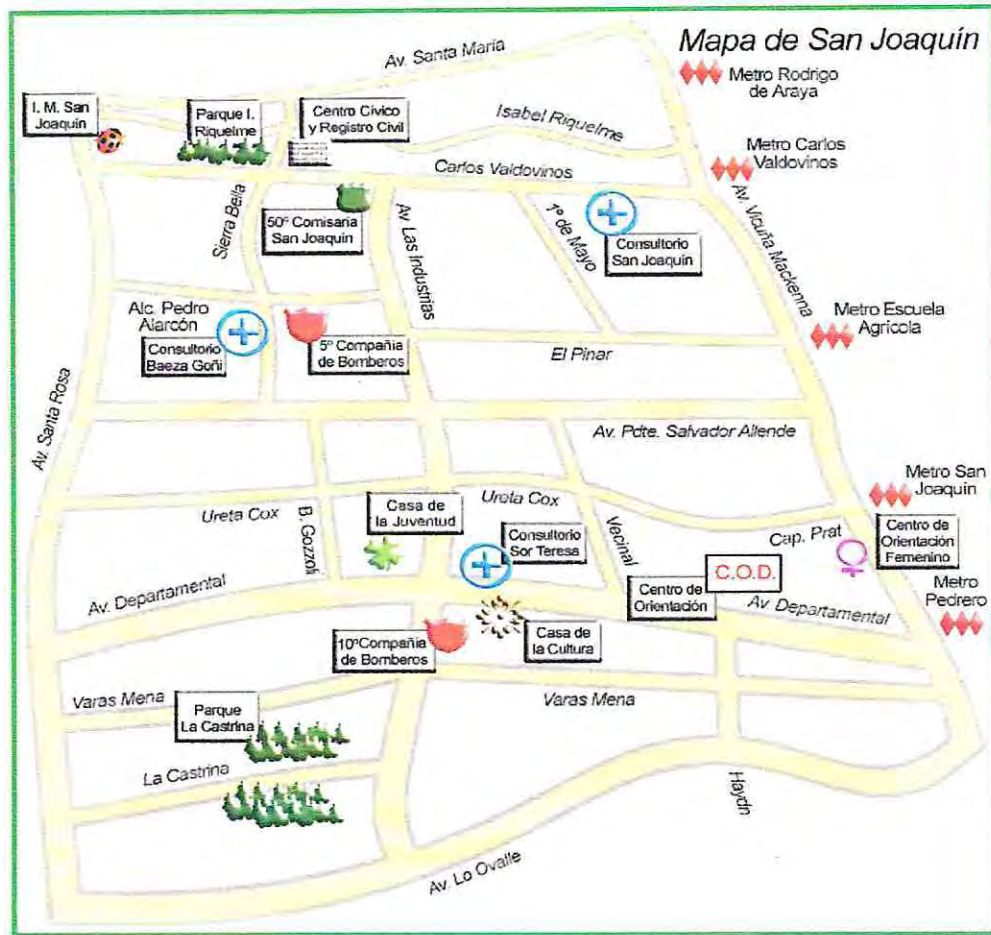 Mapa de San Joaquín
Av. Santa María
Metro Rodrigo
de Araya
I. M. San
Joaquín
Parque I.
Riquelme
Centro Cívico
y Registro Civil
Isabel Riquelme
Metro Carlos
Valdovinos
Carlos Valdovinos
Sierra Bella
50º Comisaria
San Joaquín
Av. Las Industrias
1º de Mayo
Consultorio
San Joaquín
Av. Vicuña Mackenna
Alc. Pedro
Alarcón
Consultorio
Baeza Goñi
5º Compañía
de Bomberos
Metro Escuela
Agrícola
El Pinar
Av. Santa Rosa
Av. Pdte. Salvador Allende
Metro San
Joaquín
Ureta Cox
B. Gozzoli
Casa de
la Juventud
Ureta Cox
Consultorio
Sor Teresa
Vecinal
Cap. Prat
Centro de
Orientación
Femenino
Av. Departamental
Centro de
Orientación
C.O.D.
Av. Departamental
Metro
Pedrero
10º Compañía
de Bomberos
Casa de
la Cultura
Varas Mena
Parque
La Castrina
Varas Mena
La Castrina
Haydn
Av. Lo Ovalle